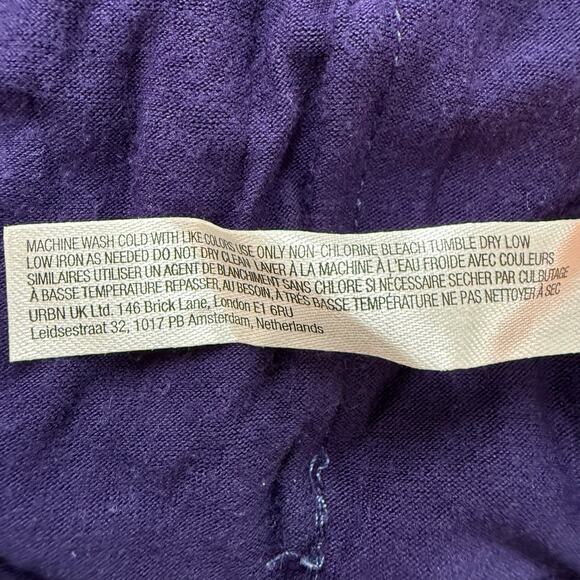 MACHINE WASH COLD WITH LIKE COLORS USE ONLY NON-CHLORINE BLEACH TUMBLE DRY LOW
LOW IRON AS NEEDED DO NOT DRY CLEAN LAVER À LA MACHINE À L'EAU FROIDE AVEC COULEURS
SIMILAIRES UTILISER UN AGENT DE BLANCHIMENT SANS CHLORE SI NÉCESSAIRE SECHER PAR CULBUTAGE
À BASSE TEMPERATURE REPASSER, AU BESOIN, À TRÈS BASSE TEMPÉRATURE NE PAS NETTOYER À SEC
URBN UK Ltd. 146 Brick Lane, London E1 6RU
Leidsestraat 32, 1017 PB Amsterdam, Netherlands